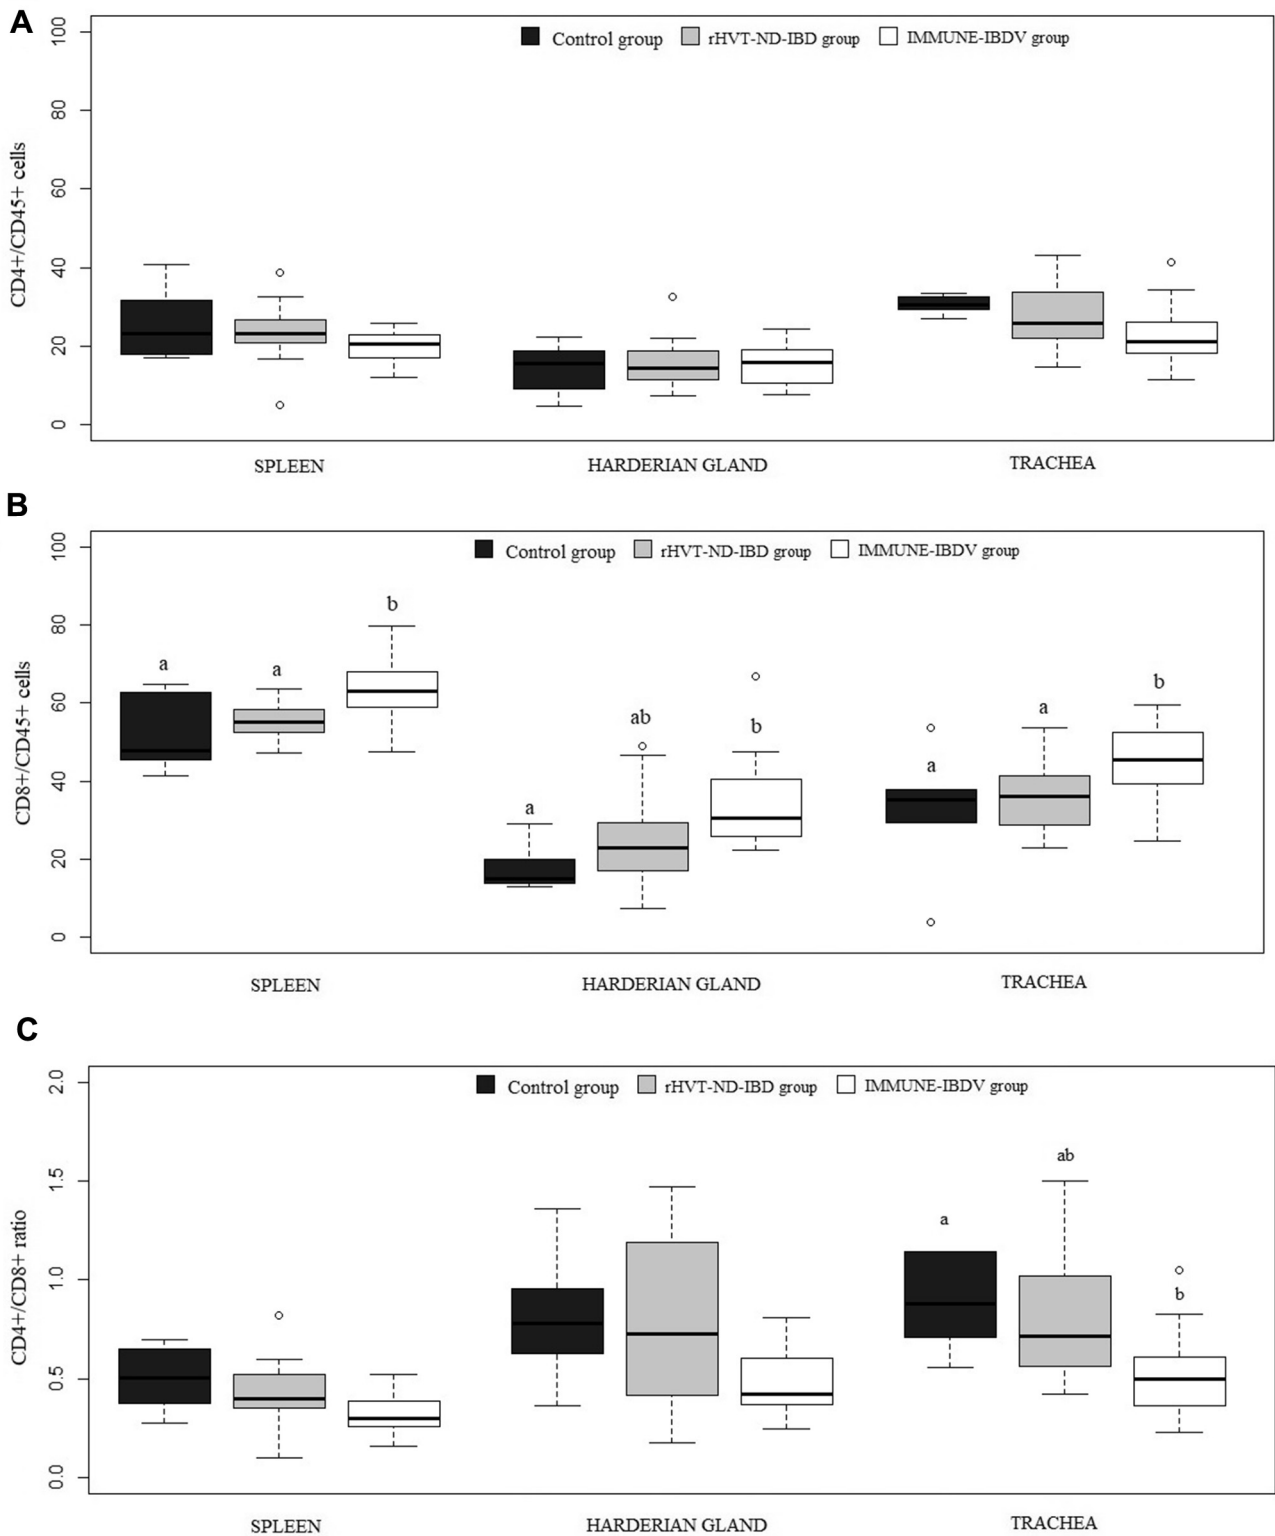 A
Control group rHVT-ND-IBD group IMMUNE-IBDV group
CD4+/CD45+ cells
100
80
60
40
20
0
SPLEEN HARDERIAN GLAND TRACHEA
B
Control group rHVT-ND-IBD group IMMUNE-IBDV group
CD8+/CD45+ cells
100
80
60
40
20
0
a a b
a ab b
a a b
SPLEEN HARDERIAN GLAND TRACHEA
C
Control group rHVT-ND-IBD group IMMUNE-IBDV group
CD4+/CD8+ ratio
2.0
1.5
1.0
0.5
0.0
a ab b
SPLEEN HARDERIAN GLAND TRACHEA